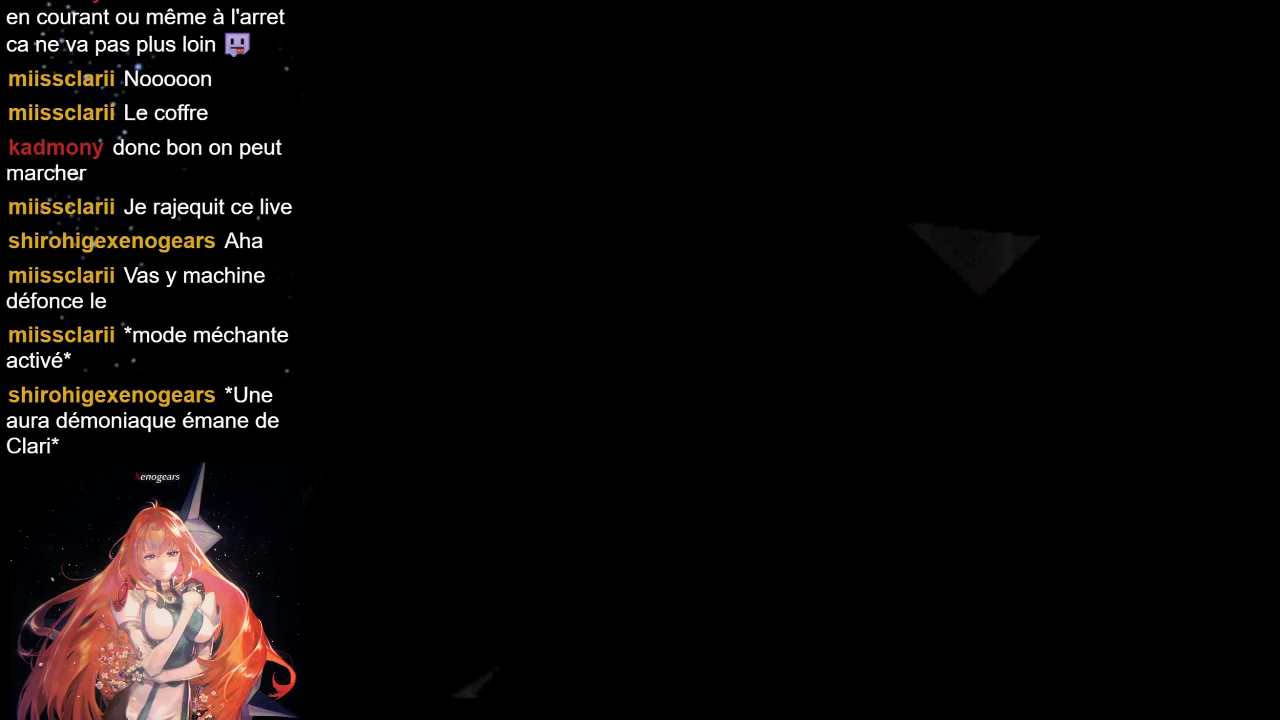 en courant ou même à l'arret
ca ne va pas plus loin
miissclarii Nooooon
miissclarii Le coffre
kadmony donc bon on peut
marcher
miissclarii Je rajequit ce live
shirohigexenogears Aha
miissclarii Vas y machine
défonce le
miissclarii *mode méchante
activé*
shirohigexenogears *Une
aura démoniaque émane de
Clari*
Xenogears